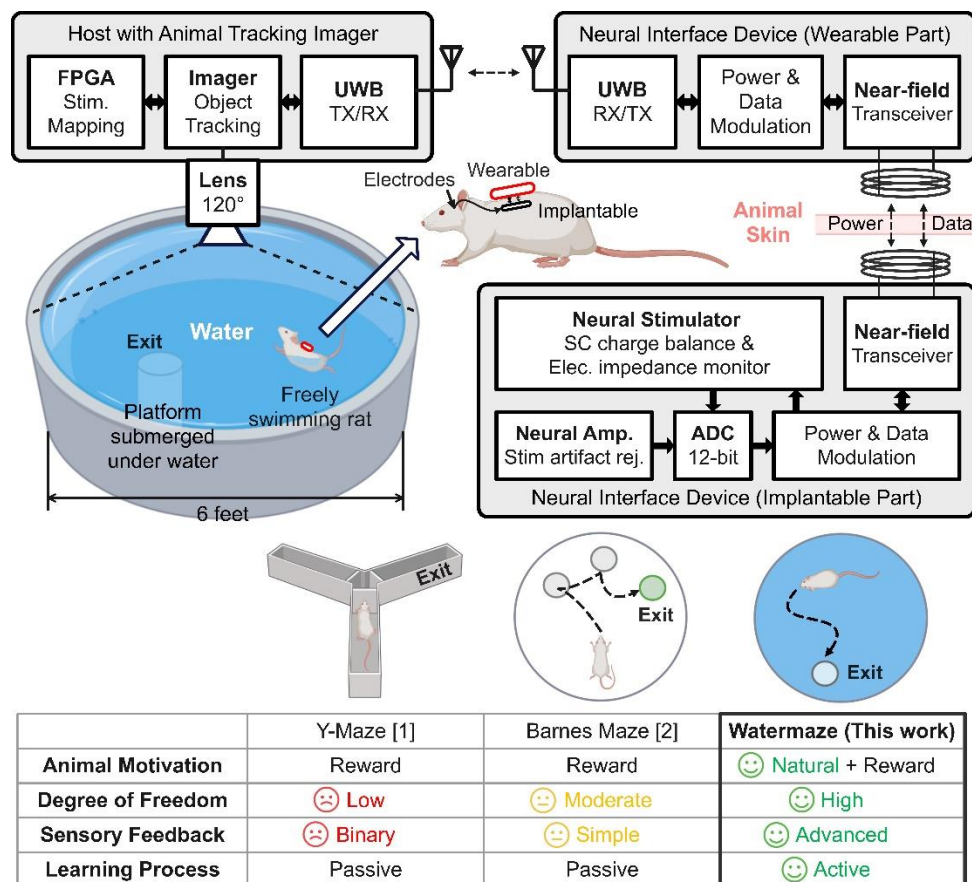 Host with Animal Tracking Imager
FPGA
Stim.
Mapping
Imager
Object
Tracking
UWB
TX/RX
Neural Interface Device (Wearable Part)
UWB
RX/TX
Power &
Data
Modulation
Near-field
Transceiver
Lens
120°
Electrodes
Wearable
Implantable
Animal
Skin
Power
Data
Water
Exit
Platform
submerged
under water
Freely
swimming rat
6 feet
Neural Stimulator
SC charge balance &
Elec. impedance monitor
Near-field
Transceiver
Neural Amp.
Stim artifact rej.
ADC
12-bit
Power & Data
Modulation
Neural Interface Device (Implantable Part)
Exit
Exit
Exit
Y-Maze [1] Barnes Maze [2] Watermaze (This work)
Animal Motivation Reward Reward Natural + Reward
Degree of Freedom Low Moderate High
Sensory Feedback Binary Simple Advanced
Learning Process Passive Passive Active